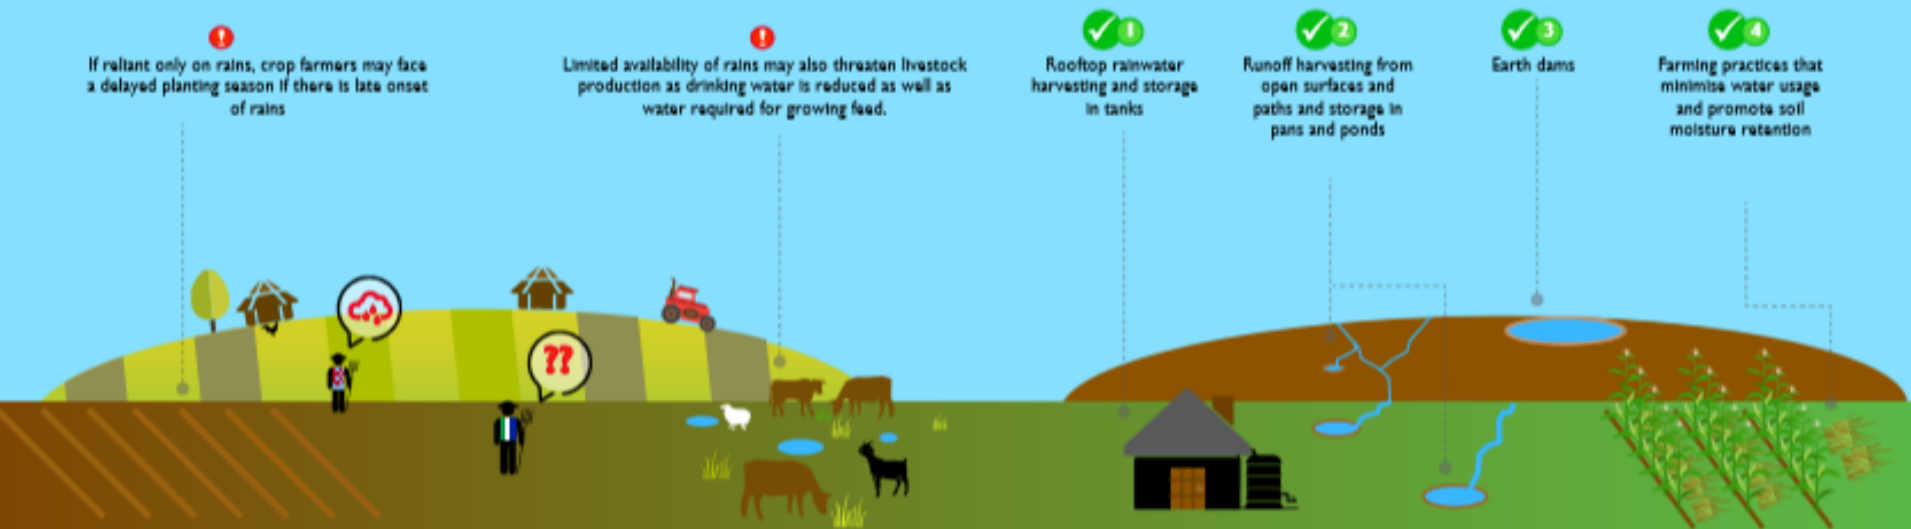 !
If reliant only on rains, crop farmers may face
a delayed planting season if there is late onset
of rains
!
Limited availability of rains may also threaten livestock
production as drinking water is reduced as well as
water required for growing feed.
1
Rooftop rainwater
harvesting and storage
in tanks
2
Runoff harvesting from
open surfaces and
paths and storage in
pans and ponds
3
Earth dams
4
Farming practices that
minimise water usage
and promote soil
moisture retention
??